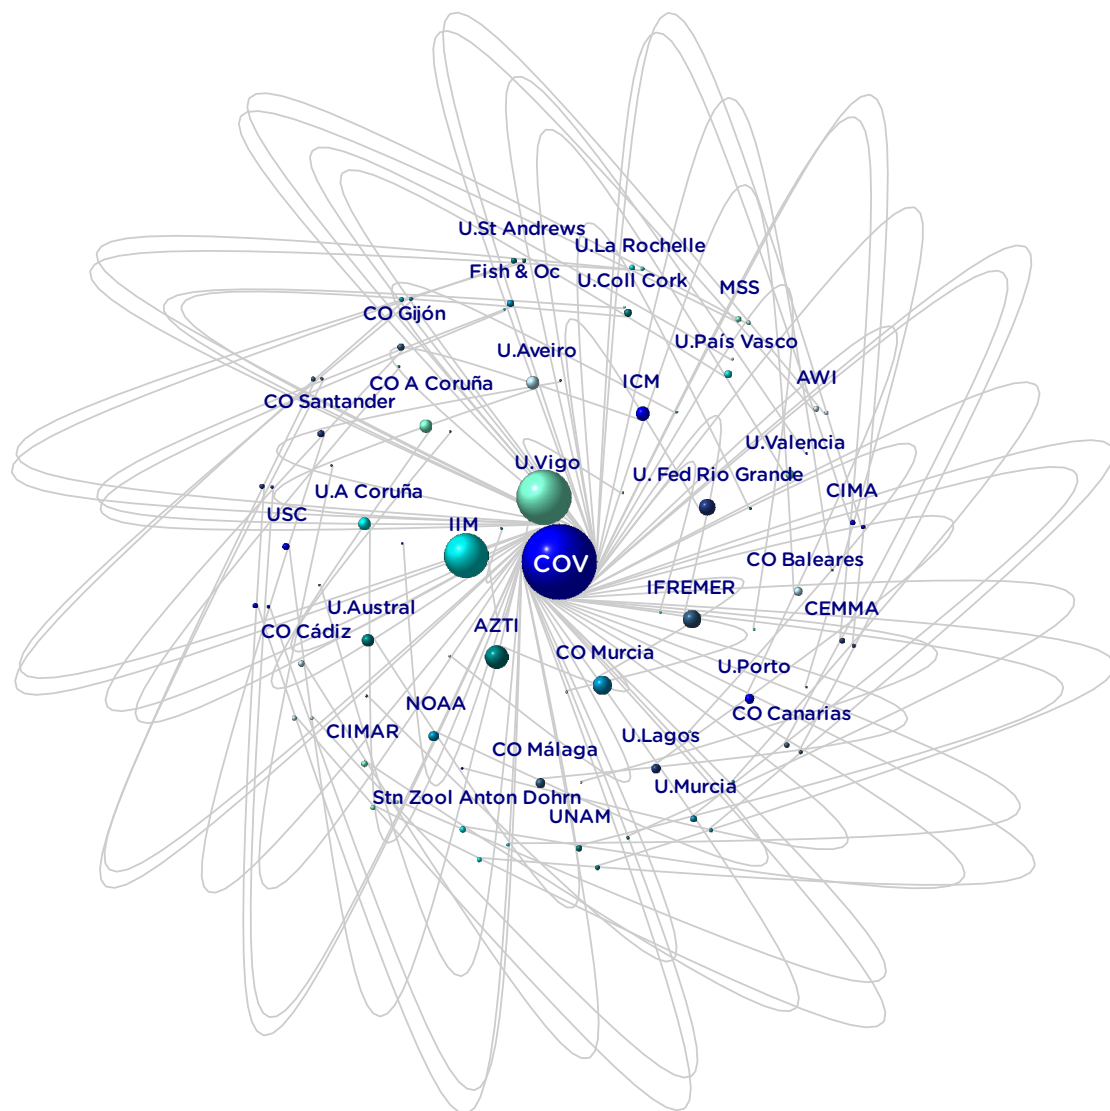 U.St Andrews
U.La Rochelle
Fish & Oc
U.Coll Cork
MSS
CO Gijón
U.País Vasco
U.Aveiro
CO A Coruña
ICM
AWI
CO Santander
U.Valencia
U.Vigo
U. Fed Rio Grande
U.A Coruña
CIMA
USC
IIM
COV
CO Baleares
IFREMER
U.Austral
CEMMA
CO Cádiz
AZTI
CO Murcia
U.Porto
NOAA
CO Canarias
CIIMAR
CO Málaga
U.Lagos
U.Murcia
Stn Zool Anton Dohrn
UNAM